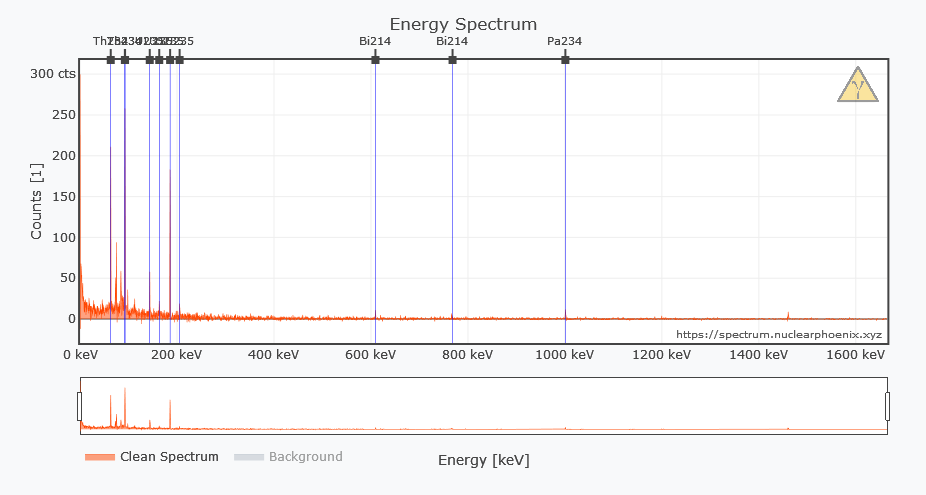 Energy Spectrum
Bi214
Bi214
Pa234
300 cts
250
200
150
100
50
0
Counts [1]
γ
https://spectrum.nuclearphoenix.xyz
0 keV
200 keV
400 keV
600 keV
800 keV
1000 keV
1200 keV
1400 keV
1600 keV
Clean Spectrum
Background
Energy [keV]